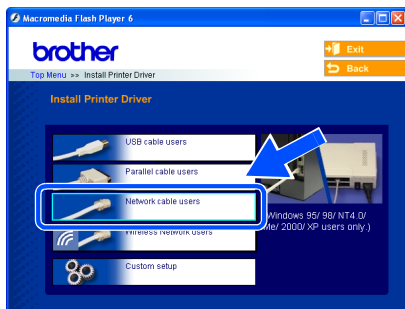 Macromedia Flash Player 6
brother
Exit
Back
Top Menu »» Install Printer Driver
Install Printer Driver
USB cable users
Parallel cable users
Network cable users
Wireless Network users
Custom setup
Windows 95/ 98/ NT4.0/
Me/ 2000/ XP users only.)